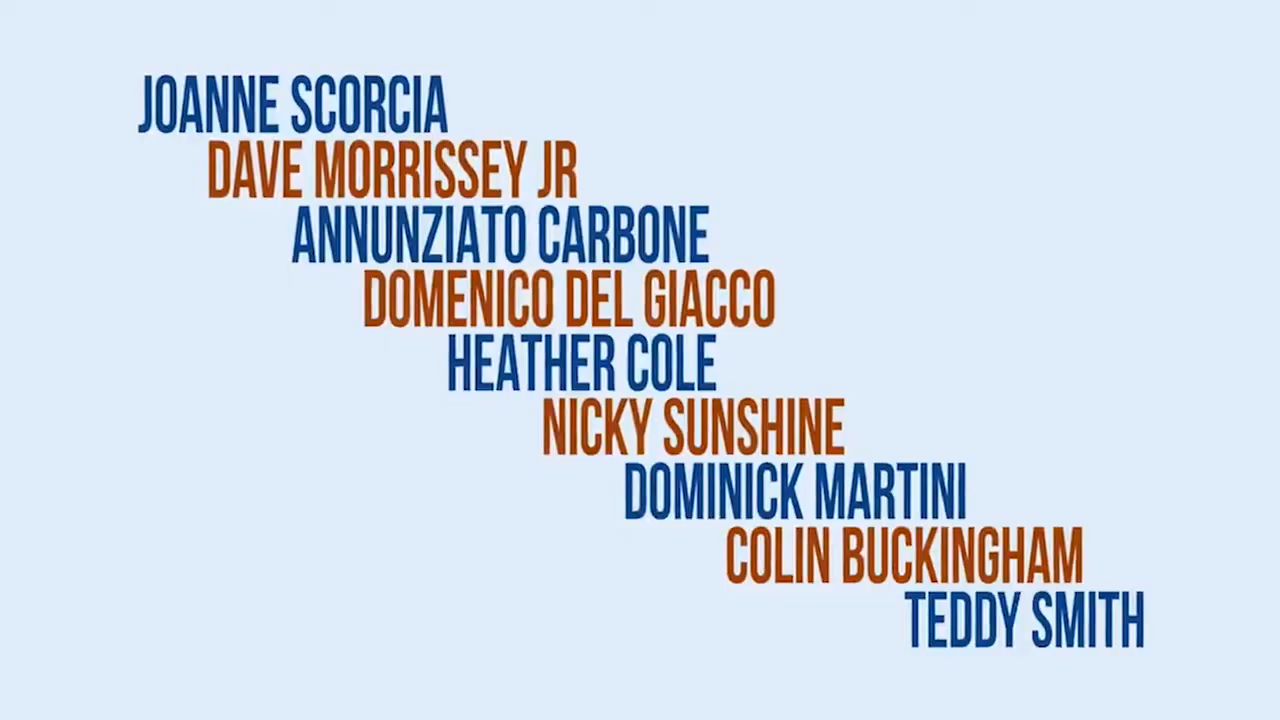 JOANNE SCORCIA
DAVE MORRISSEY JR
ANNUNZIATO CARBONE
DOMENICO DEL GIACCO
HEATHER COLE
NICKY SUNSHINE
DOMINICK MARTINI
COLIN BUCKINGHAM
TEDDY SMITH